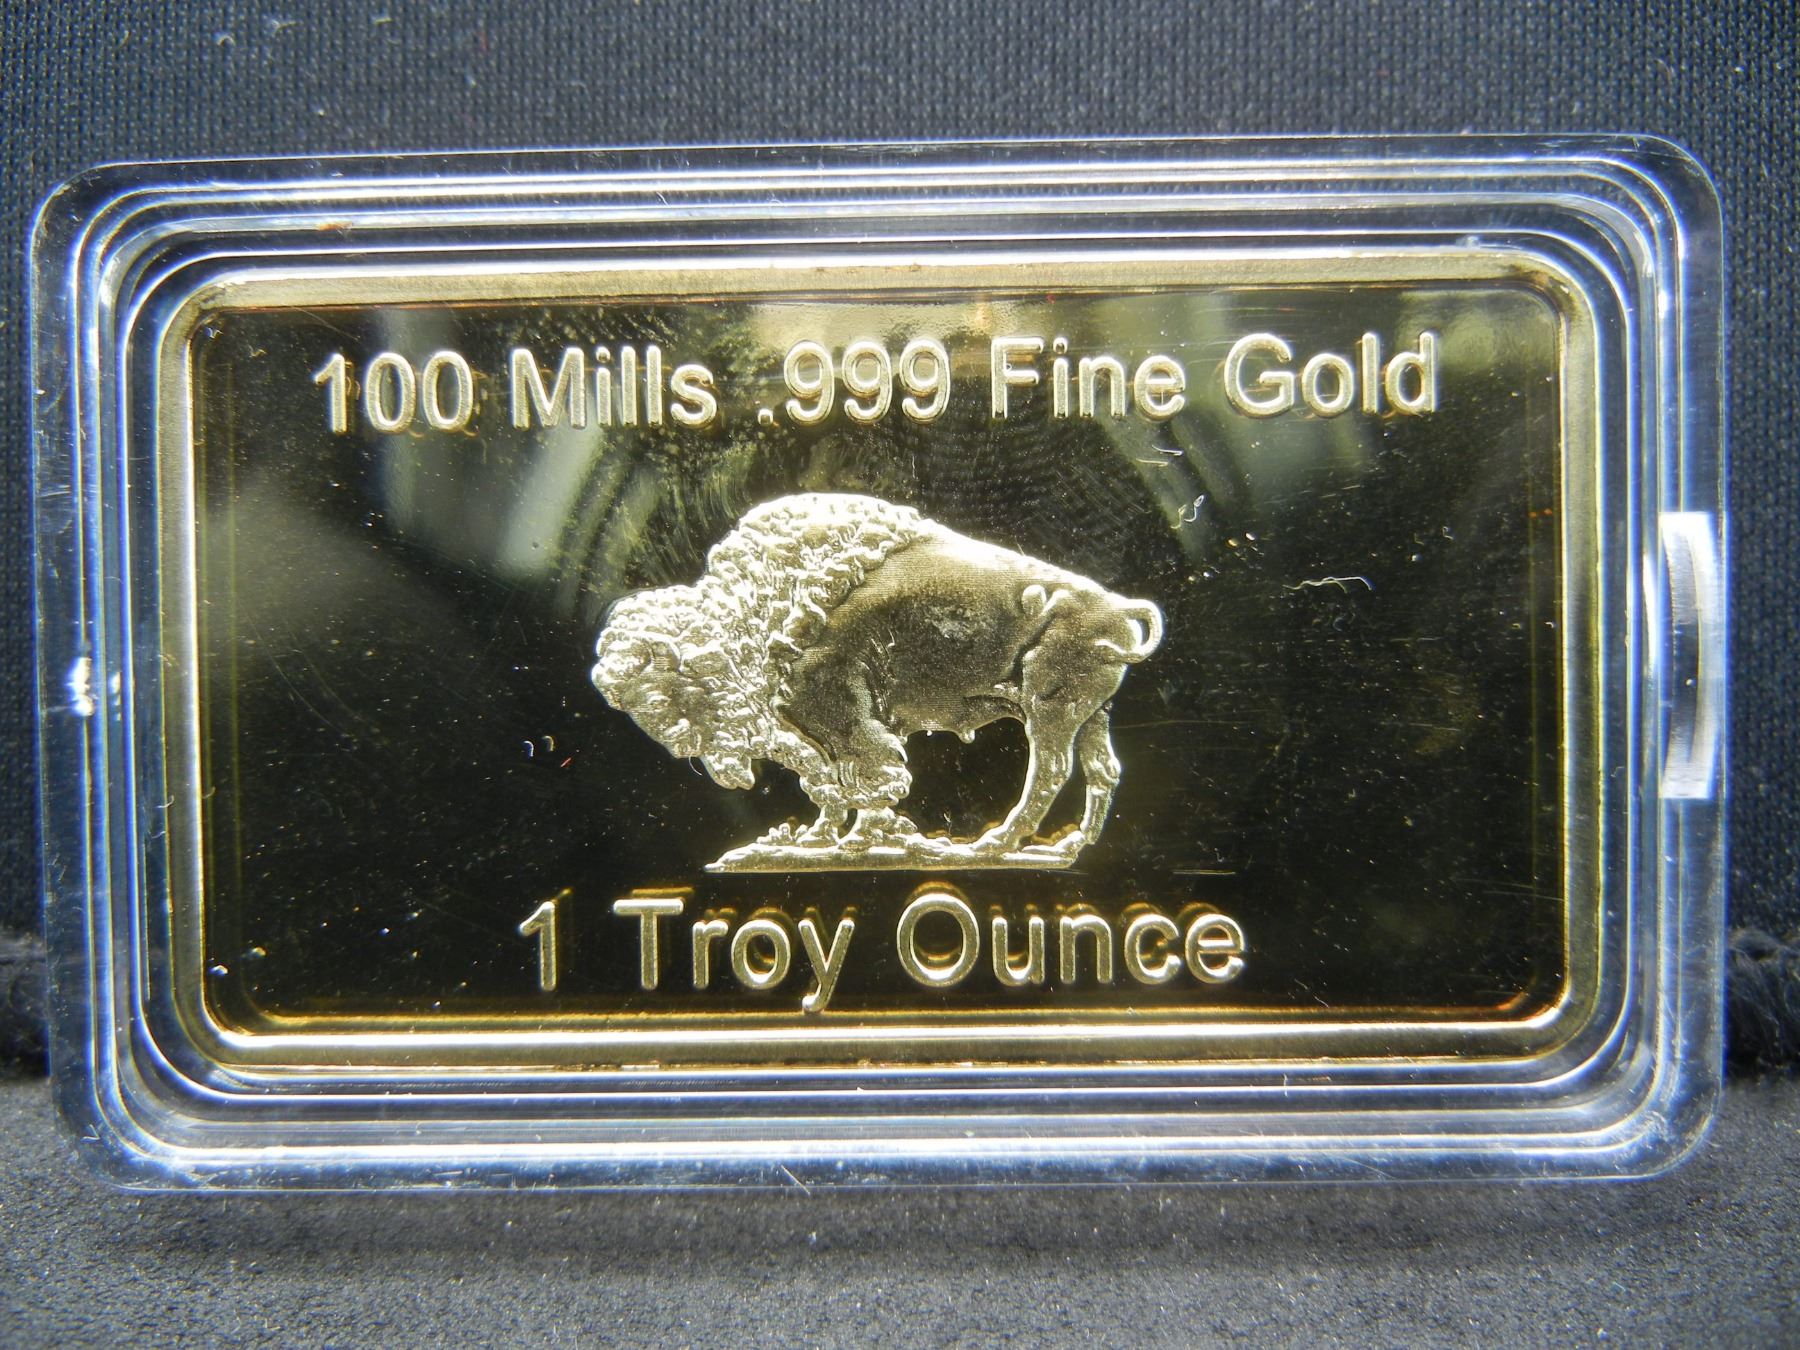 100 Mills .999 Fine Gold
1 Troy Ounce